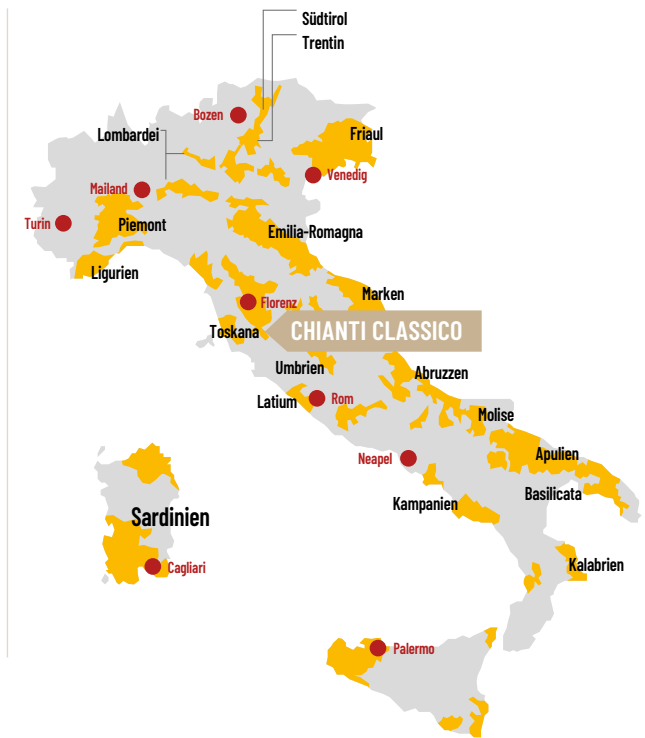 Südtirol
Trentin
Bozen
Lombardei
Friaul
Venedig
Mailand
Turin
Piemont
Emilia-Romagna
Ligurien
Marken
Florenz
Toskana
CHIANTI CLASSICO
Umbrien
Abruzzen
Latium
Rom
Molise
Neapel
Apulien
Basilicata
Kampanien
Sardinien
Cagliari
Kalabrien
Palermo